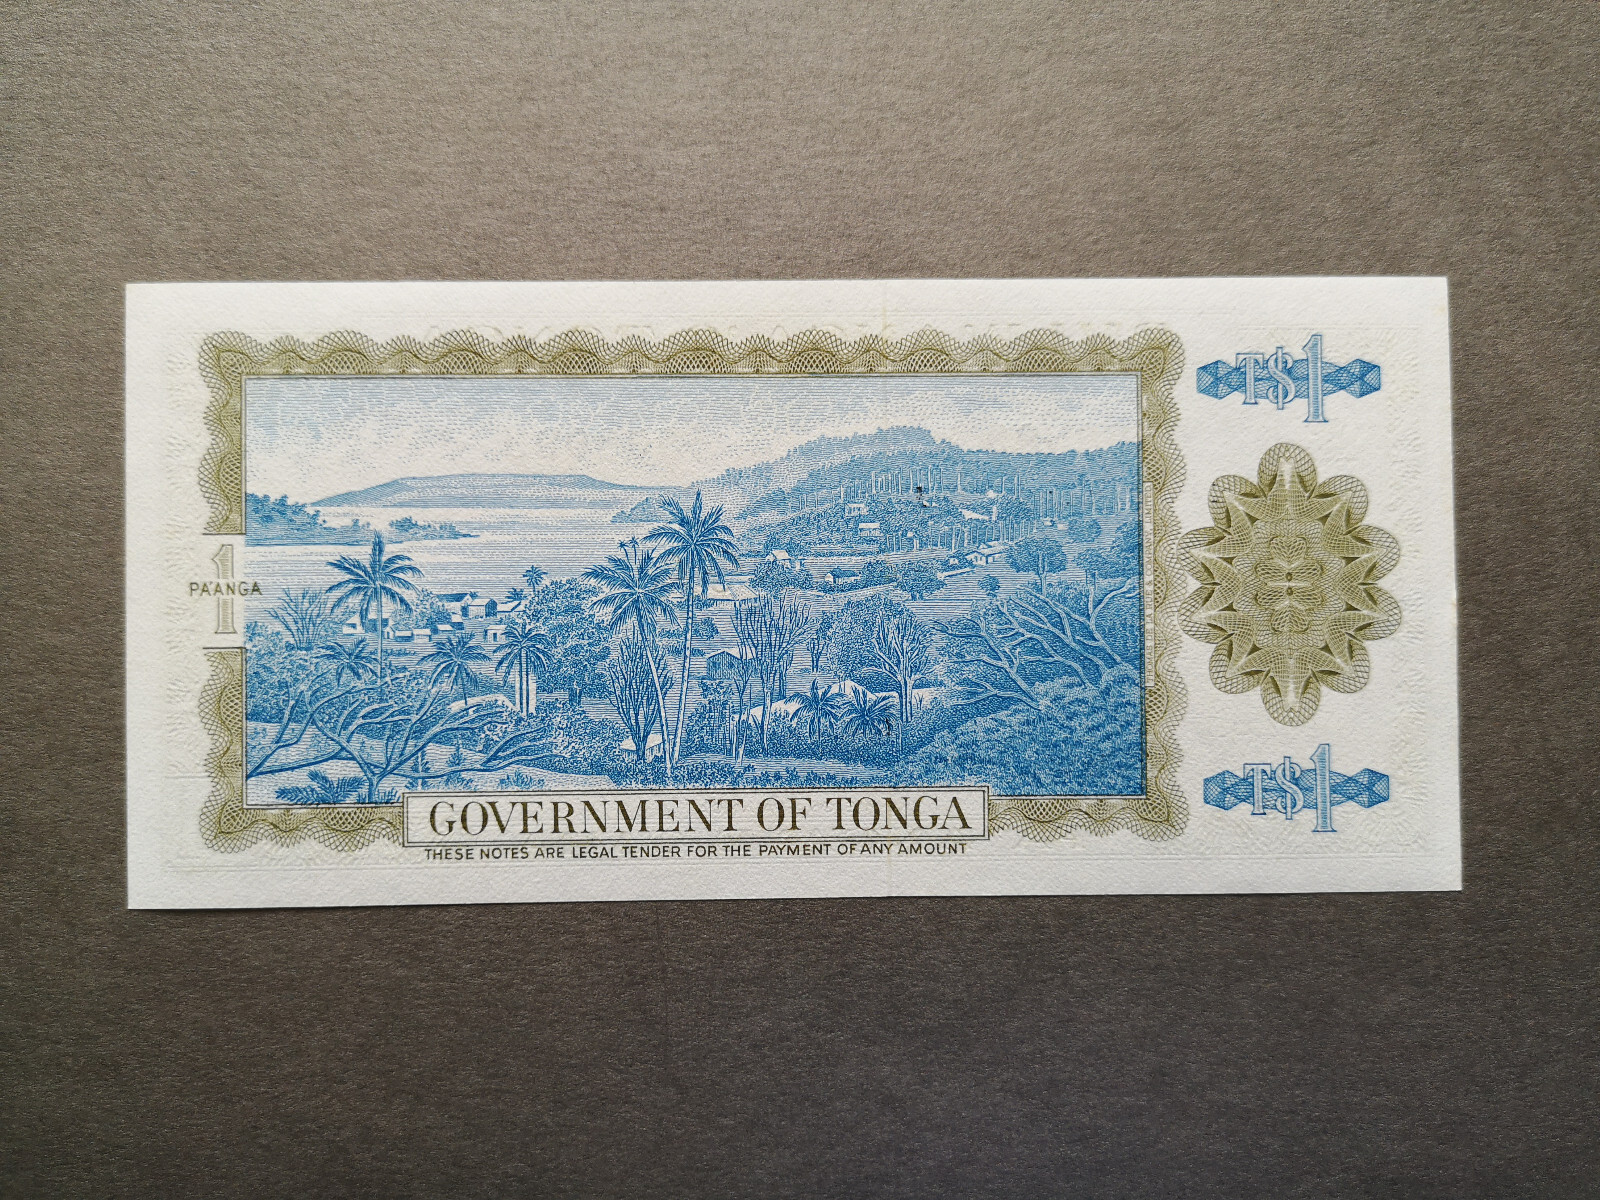 T$1
1
PA'ANGA
T$1
GOVERNMENT OF TONGA
THESE NOTES ARE LEGAL TENDER FOR THE PAYMENT OF ANY AMOUNT